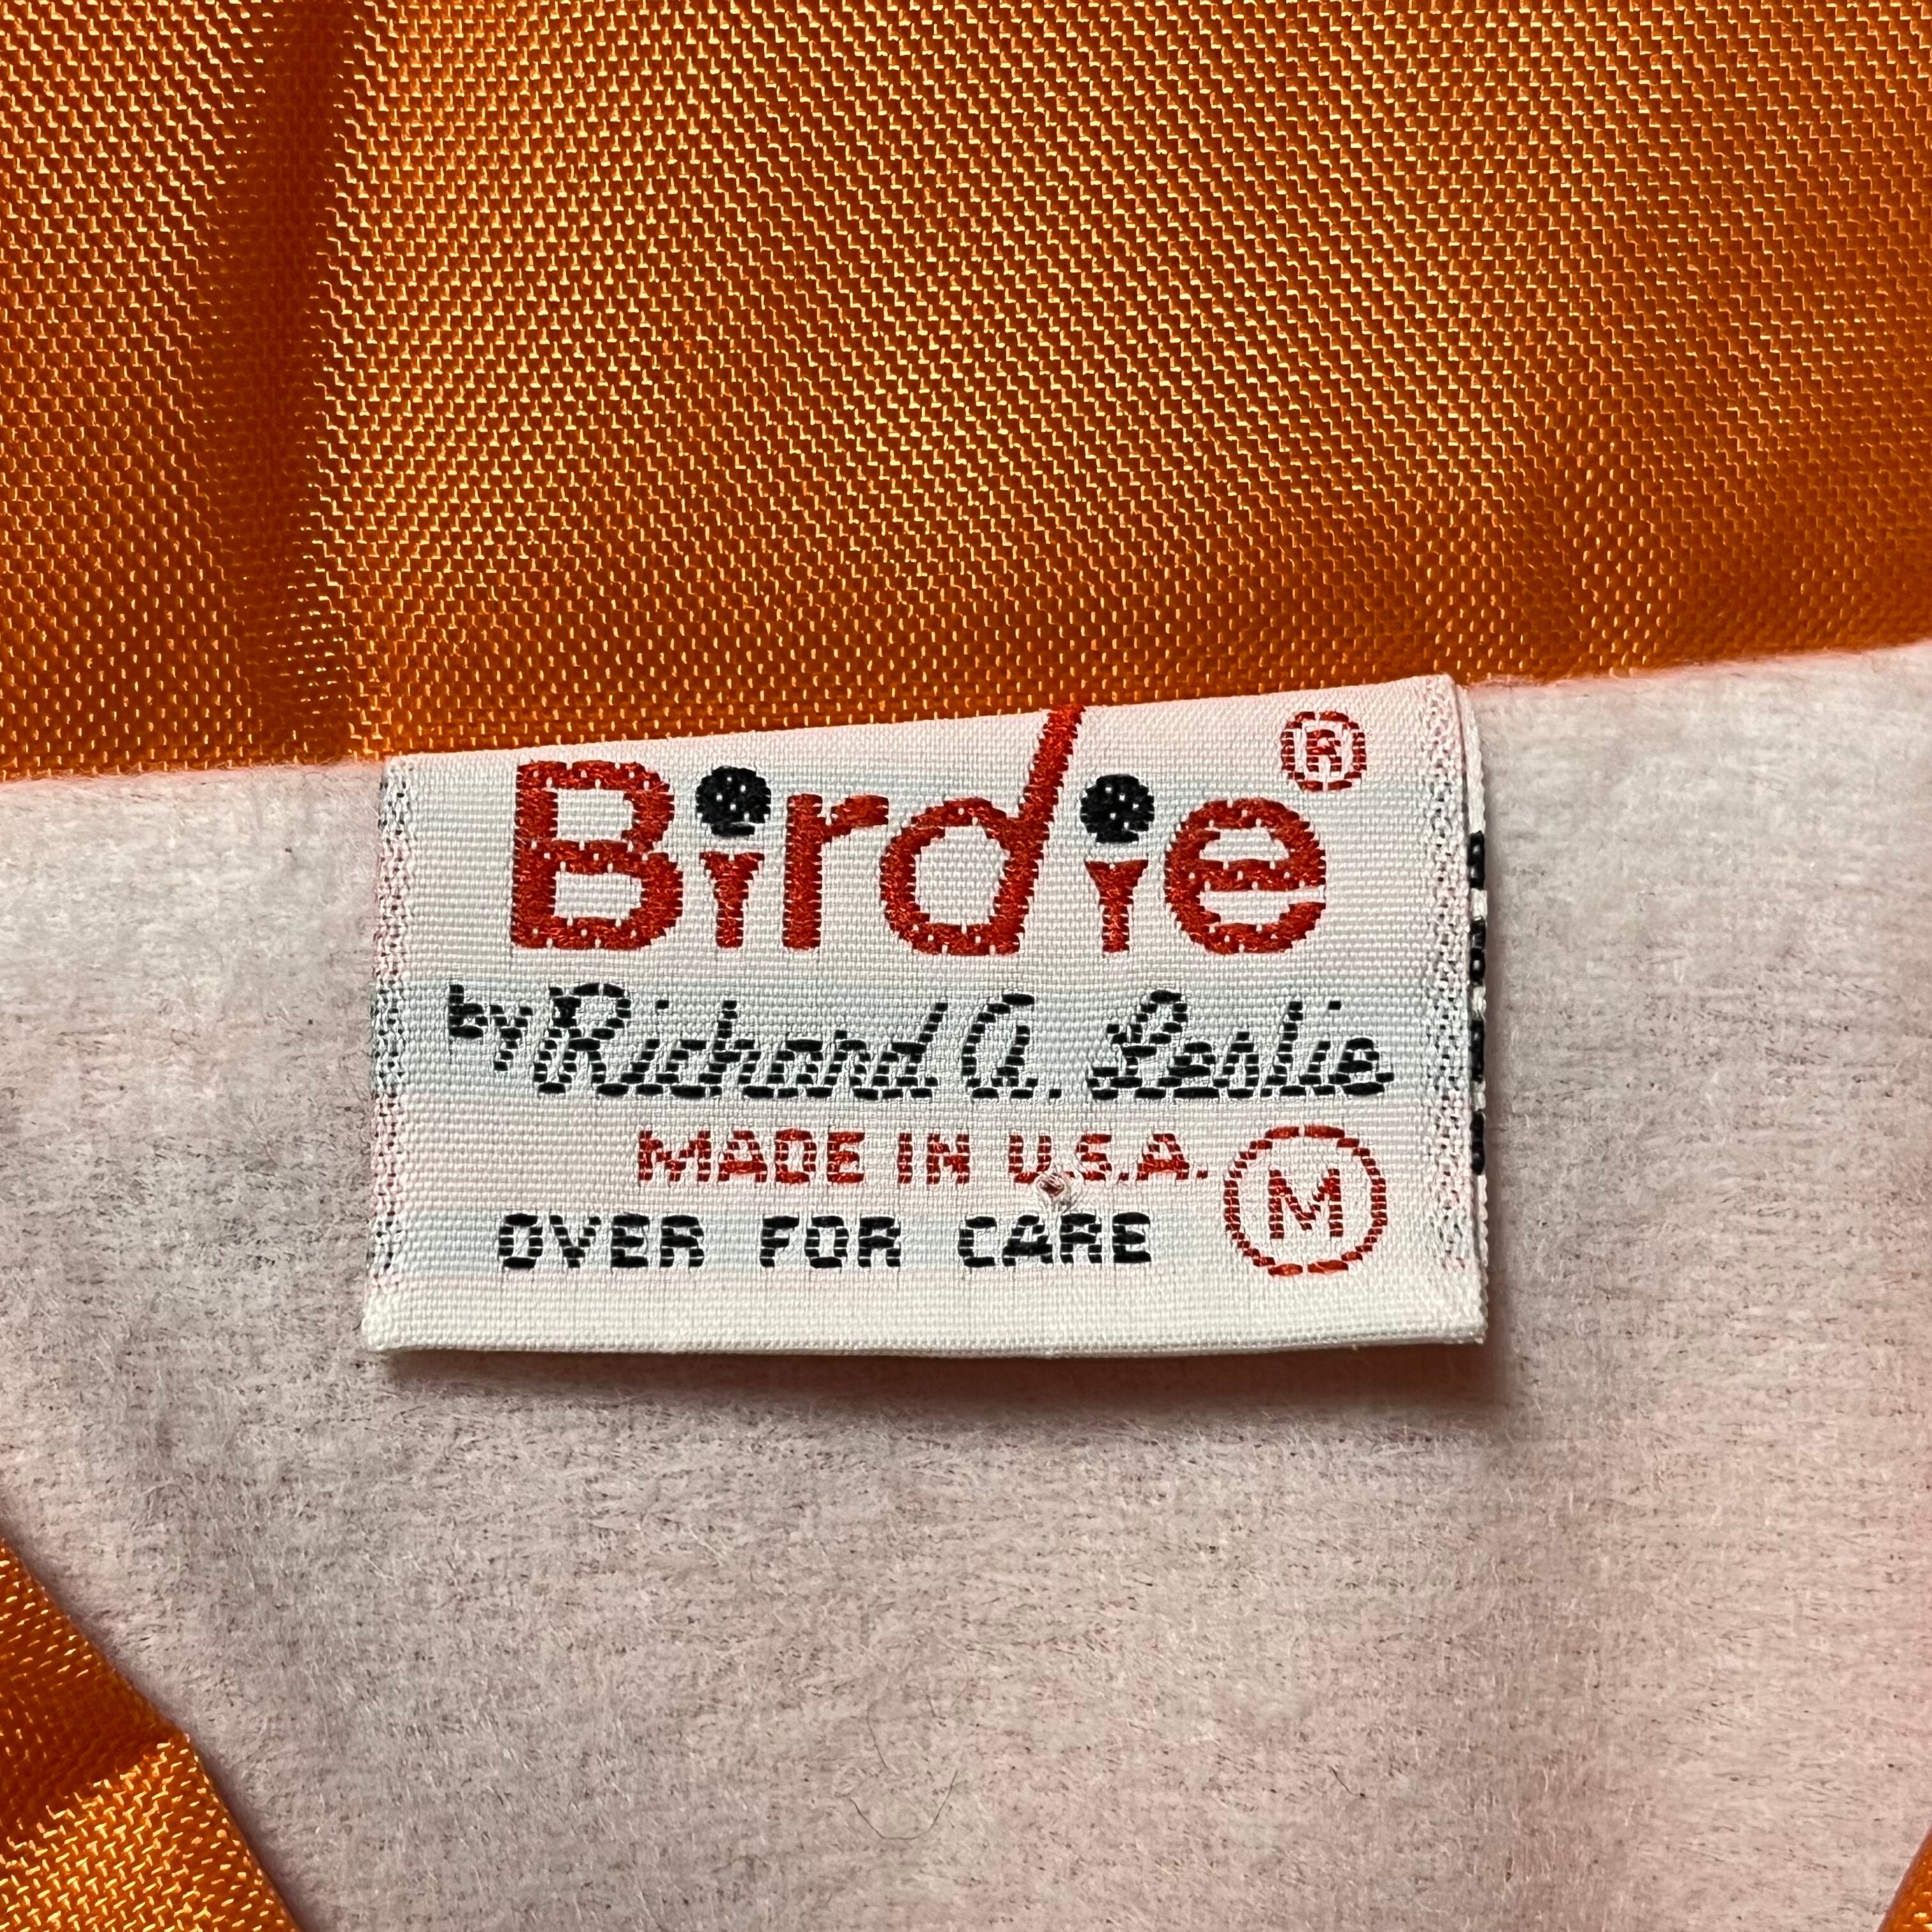 Birdie®
by Richard A. Leslie
MADE IN U.S.A.
M
OVER FOR CARE